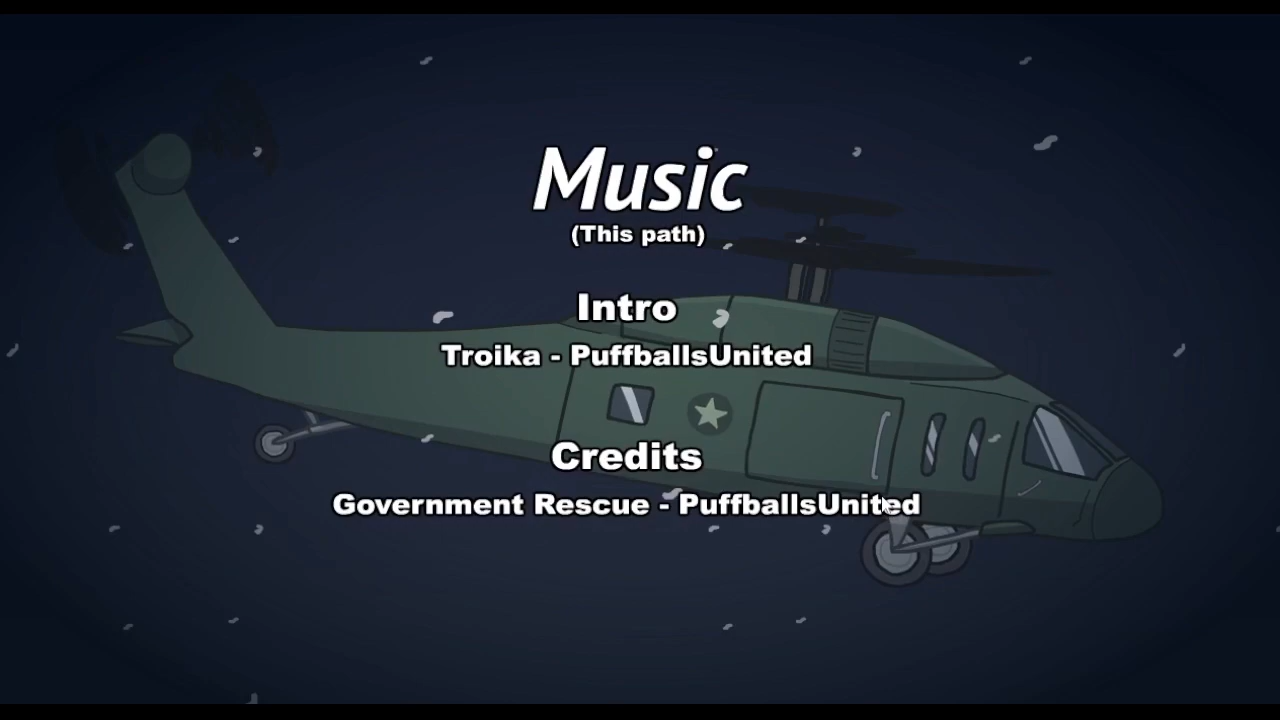 Music
(This path)
Intro
Troika - PuffballsUnited
Credits
Government Rescue - PuffballsUnited